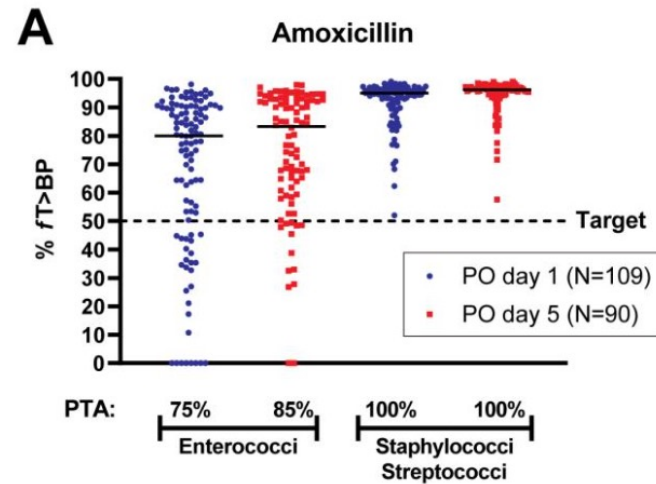 A
Amoxicillin
% fT>BP
100
90
80
70
60
50
40
30
20
10
0
Target
PO day 1 (N=109)
PO day 5 (N=90)
PTA: 75% 85% 100% 100%
Enterococci
Staphylococci
Streptococci